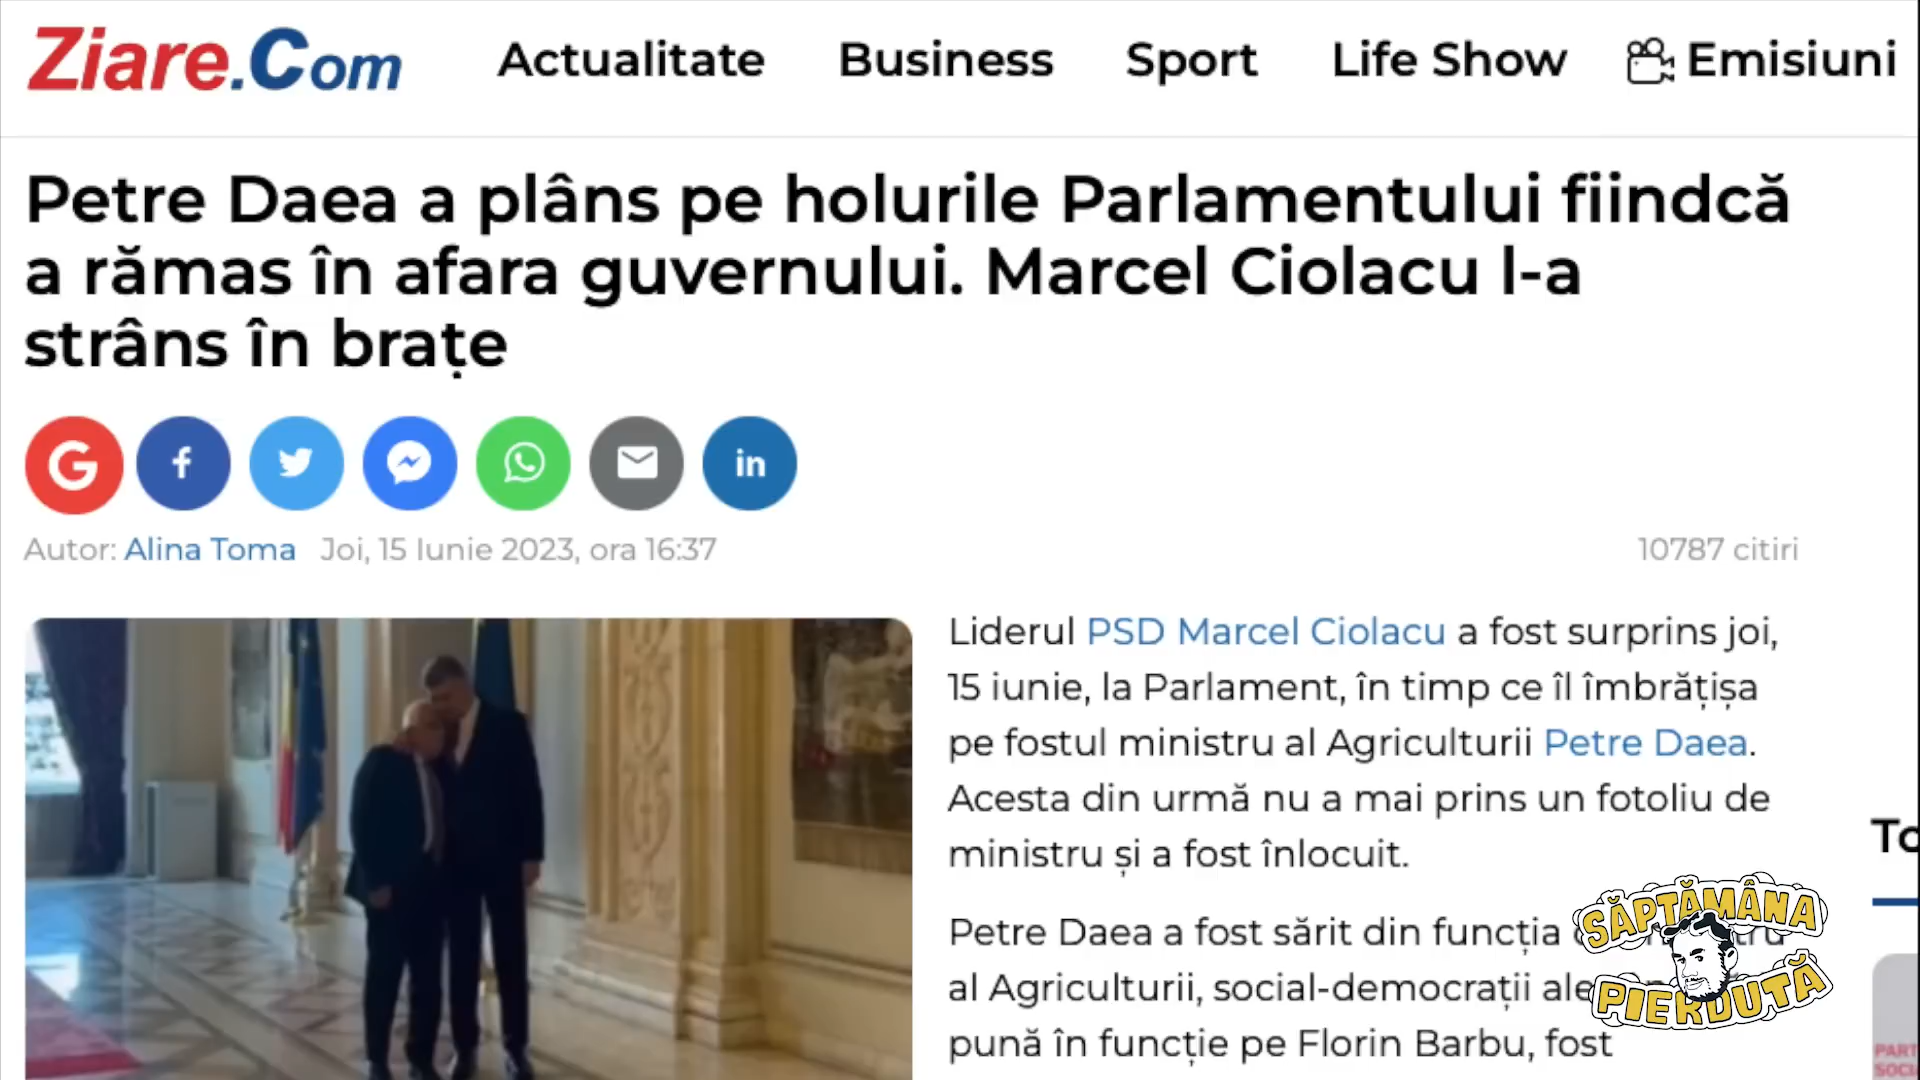 Ziare.Com
Actualitate
Business
Sport
Life Show
Emisiuni
Petre Daea a plâns pe holurile Parlamentului fiindcă
a rămas în afara guvernului. Marcel Ciolacu l-a
strâns în brațe
G
f
in
Autor: Alina Toma Joi, 15 Iunie 2023, ora 16:37
10787 citiri
Liderul PSD Marcel Ciolacu a fost surprins joi,
15 iunie, la Parlament, în timp ce îl îmbrățișa
pe fostul ministru al Agriculturii Petre Daea.
Acesta din urmă nu a mai prins un fotoliu de
ministru și a fost înlocuit.
Petre Daea a fost sărit din funcția
al Agriculturii, social-democrații
pună în funcție pe Florin Barbu, fost
SĂPTĂMÂNA
PIERDUTĂ